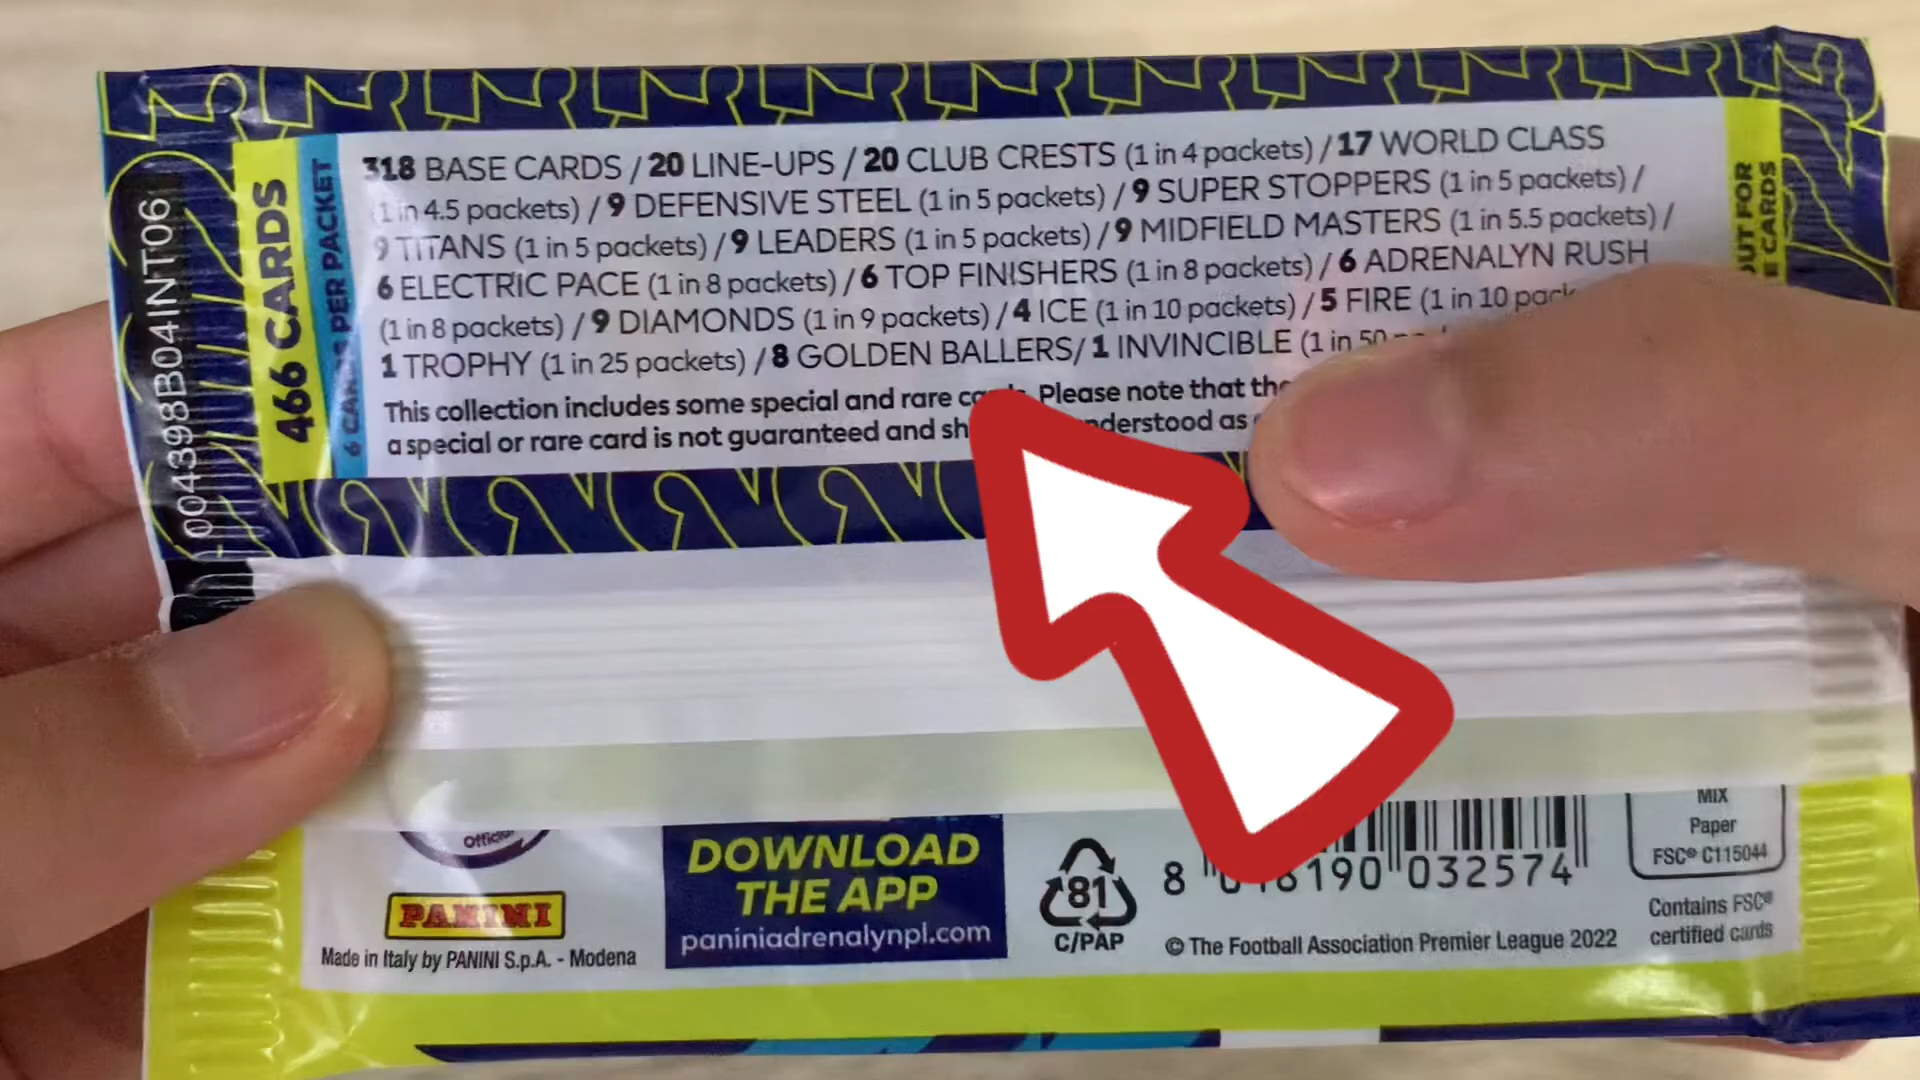 318 BASE CARDS / 20 LINE-UPS / 20 CLUB CRESTS (1 in 4 packets) / 17 WORLD CLASS
(1 in 4.5 packets) / 9 DEFENSIVE STEEL (1 in 5 packets) / 9 SUPER STOPPERS (1 in 5 packets) /
9 TITANS (1 in 5 packets) / 9 LEADERS (1 in 5 packets) / 9 MIDFIELD MASTERS (1 in 5.5 packets) /
6 ELECTRIC PACE (1 in 8 packets) / 6 TOP FINISHERS (1 in 8 packets) / 6 ADRENALYN RUSH
(1 in 8 packets) / 9 DIAMONDS (1 in 9 packets) / 4 ICE (1 in 10 packets) / 5 FIRE (1 in 10
1 TROPHY (1 in 25 packets) / 8 GOLDEN BALLERS/ 1 INVINCIBLE (1 in 50
This collection includes some special and rare Please note that
a special or rare card is not guaranteed and as
466 CARDS
6 CARDS PER PACKET
004398B04INT06
OUT FOR
CARDS
PANINI
Made in Italy by PANINI S.p.A. - Modena
DOWNLOAD
THE APP
paniniadrenalynpl.com
81
C/PAP
8 190 032574
© The Football Association Premier League 2022
MIX
Paper
FSC® C115044
Contains FSC®
certified cards